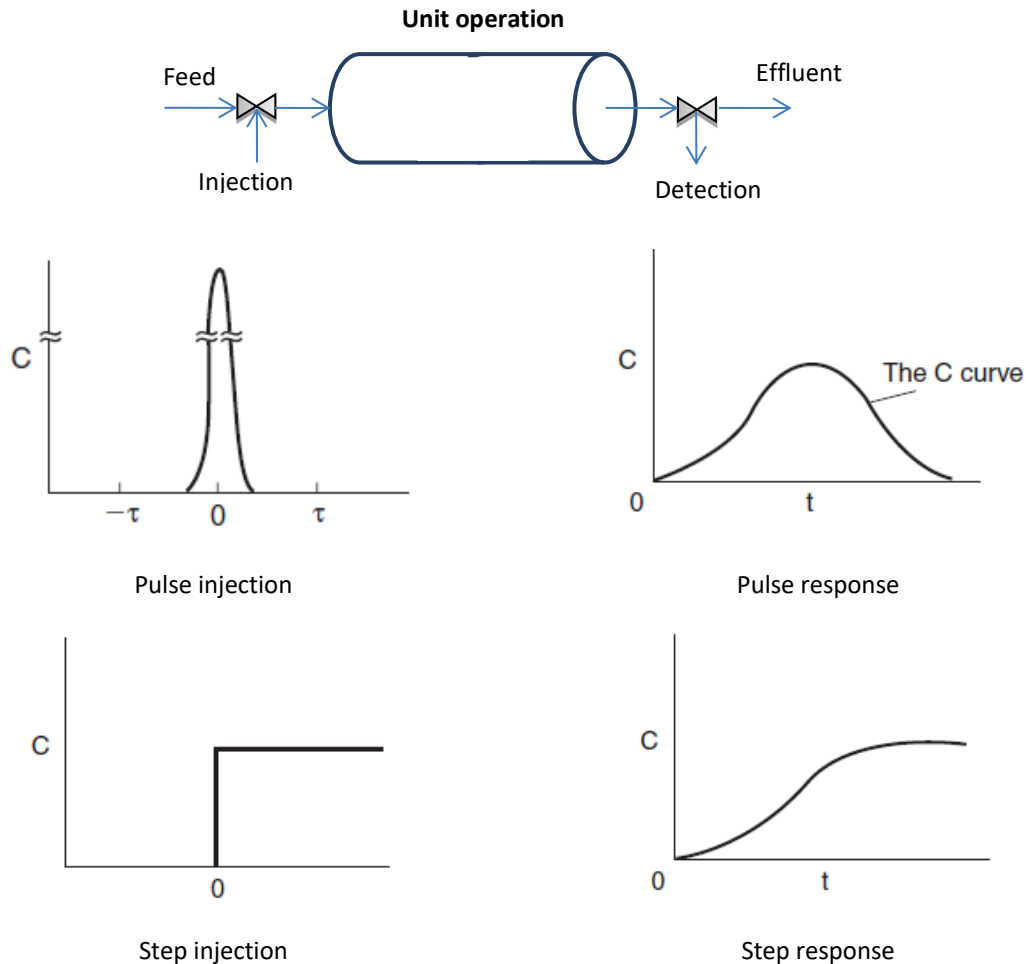 Unit operation
Feed
Effluent
Injection
Detection
C
−τ 0 τ
Pulse injection
C
The C curve
0 t
Pulse response
C
0
Step injection
C
0 t
Step response